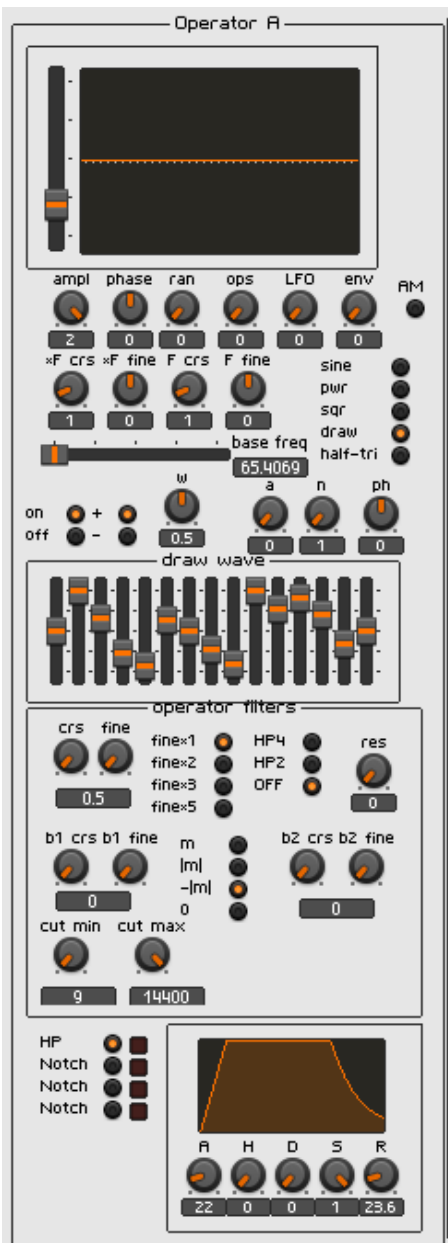 Operator A
ampl phase ran ops LFO env AM
2 0 0 0 0 0
×F crs ×F fine F crs F fine
1 0 1 0
sine
pwr
sqr
draw
half-tri
base freq
65.4069
w a n ph
on + 
off -
0.5 0 1 0
draw wave
operator filters
crs fine
0.5
fine×1 HP4
fine×2 HP2
fine×3 OFF
fine×5
res
0
b1 crs b1 fine
0
m
|m|
-|m|
0
b2 crs b2 fine
0
cut min cut max
9 14400
HP
Notch
Notch
Notch
A H D S R
22 0 0 1 23.6